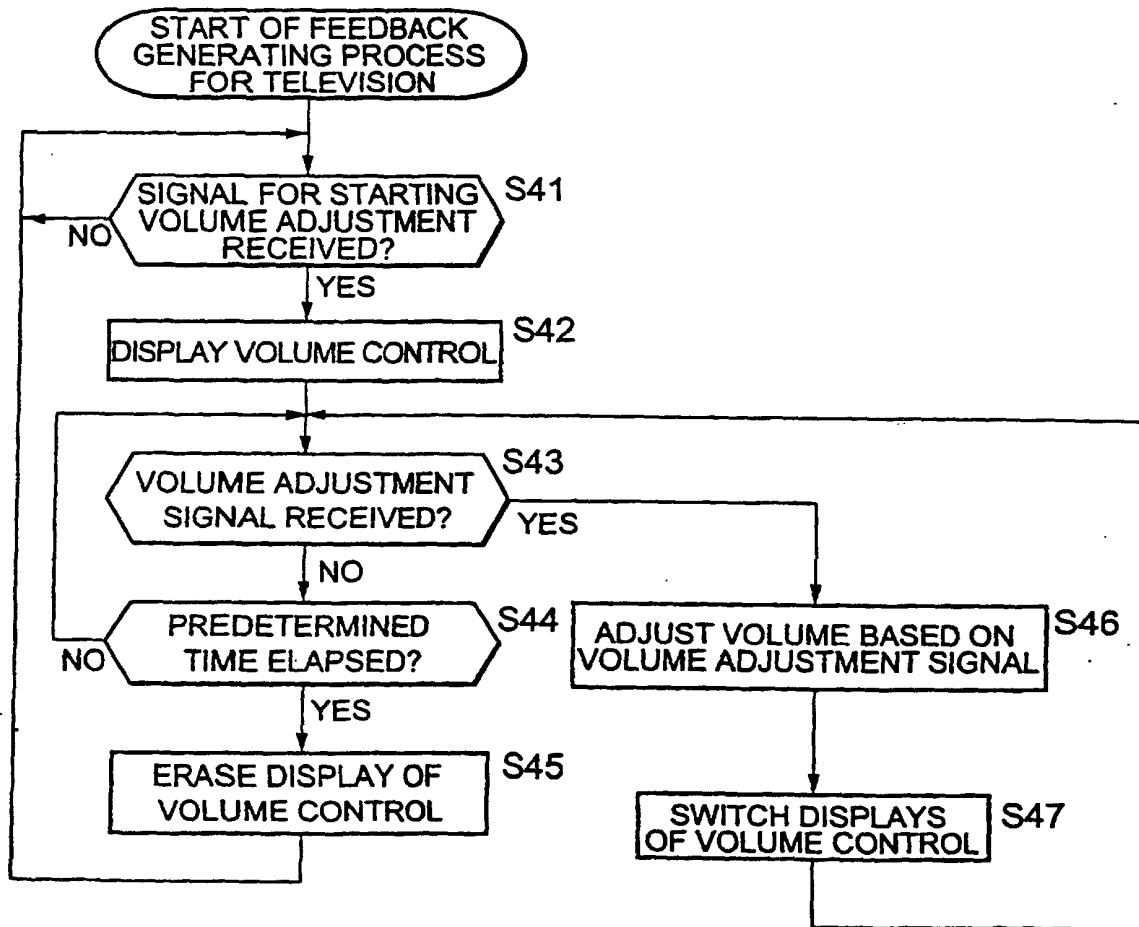 START OF FEEDBACK
GENERATING PROCESS
FOR TELEVISION
SIGNAL FOR STARTING
VOLUME ADJUSTMENT
RECEIVED?
S41
NO
YES
DISPLAY VOLUME CONTROL
S42
VOLUME ADJUSTMENT
SIGNAL RECEIVED?
S43
YES
NO
PREDETERMINED
TIME ELAPSED?
S44
NO
YES
ADJUST VOLUME BASED ON
VOLUME ADJUSTMENT SIGNAL
S46
ERASE DISPLAY OF
VOLUME CONTROL
S45
SWITCH DISPLAYS
OF VOLUME CONTROL
S47